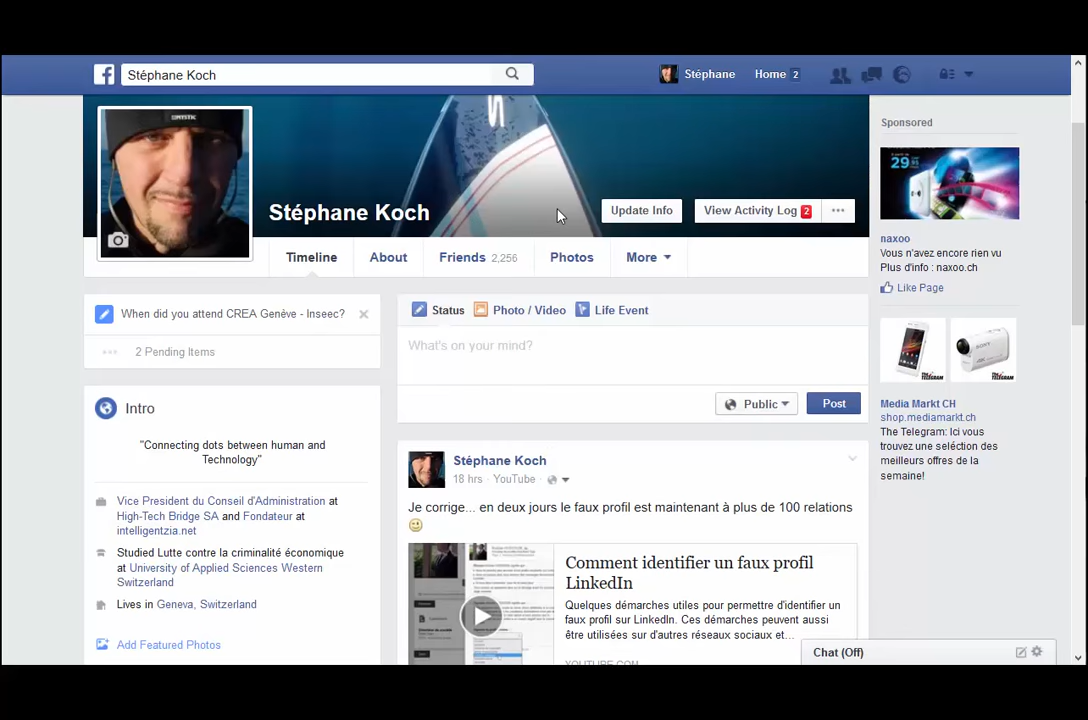 Stéphane Koch
Stéphane
Home 2
MYSTIC
Stéphane Koch
Update Info
View Activity Log 2
Timeline
About
Friends 2,256
Photos
More
When did you attend CREA Genève - Inseec?
2 Pending Items
Intro
"Connecting dots between human and
Technology"
Vice President du Conseil d'Administration at
High-Tech Bridge SA and Fondateur at
intelligentzia.net
Studied Lutte contre la criminalité économique
at University of Applied Sciences Western
Switzerland
Lives in Geneva, Switzerland
Add Featured Photos
Status
Photo / Video
Life Event
What's on your mind?
Public
Post
Stéphane Koch
18 hrs · YouTube ·
Je corrige... en deux jours le faux profil est maintenant à plus de 100 relations
Comment identifier un faux profil
LinkedIn
Quelques démarches utiles pour permettre d'identifier un
faux profil sur LinkedIn. Ces démarches peuvent aussi
être utilisées sur d'autres réseaux sociaux et...
YOUTUBE.COM
Sponsored
29
naxoo
Vous n'avez encore rien vu
Plus d'info : naxoo.ch
Like Page
SONY
Media Markt CH
shop.mediamarkt.ch
The Telegram: Ici vous
trouvez une seléction des
meilleurs offres de la
semaine!
Chat (Off)